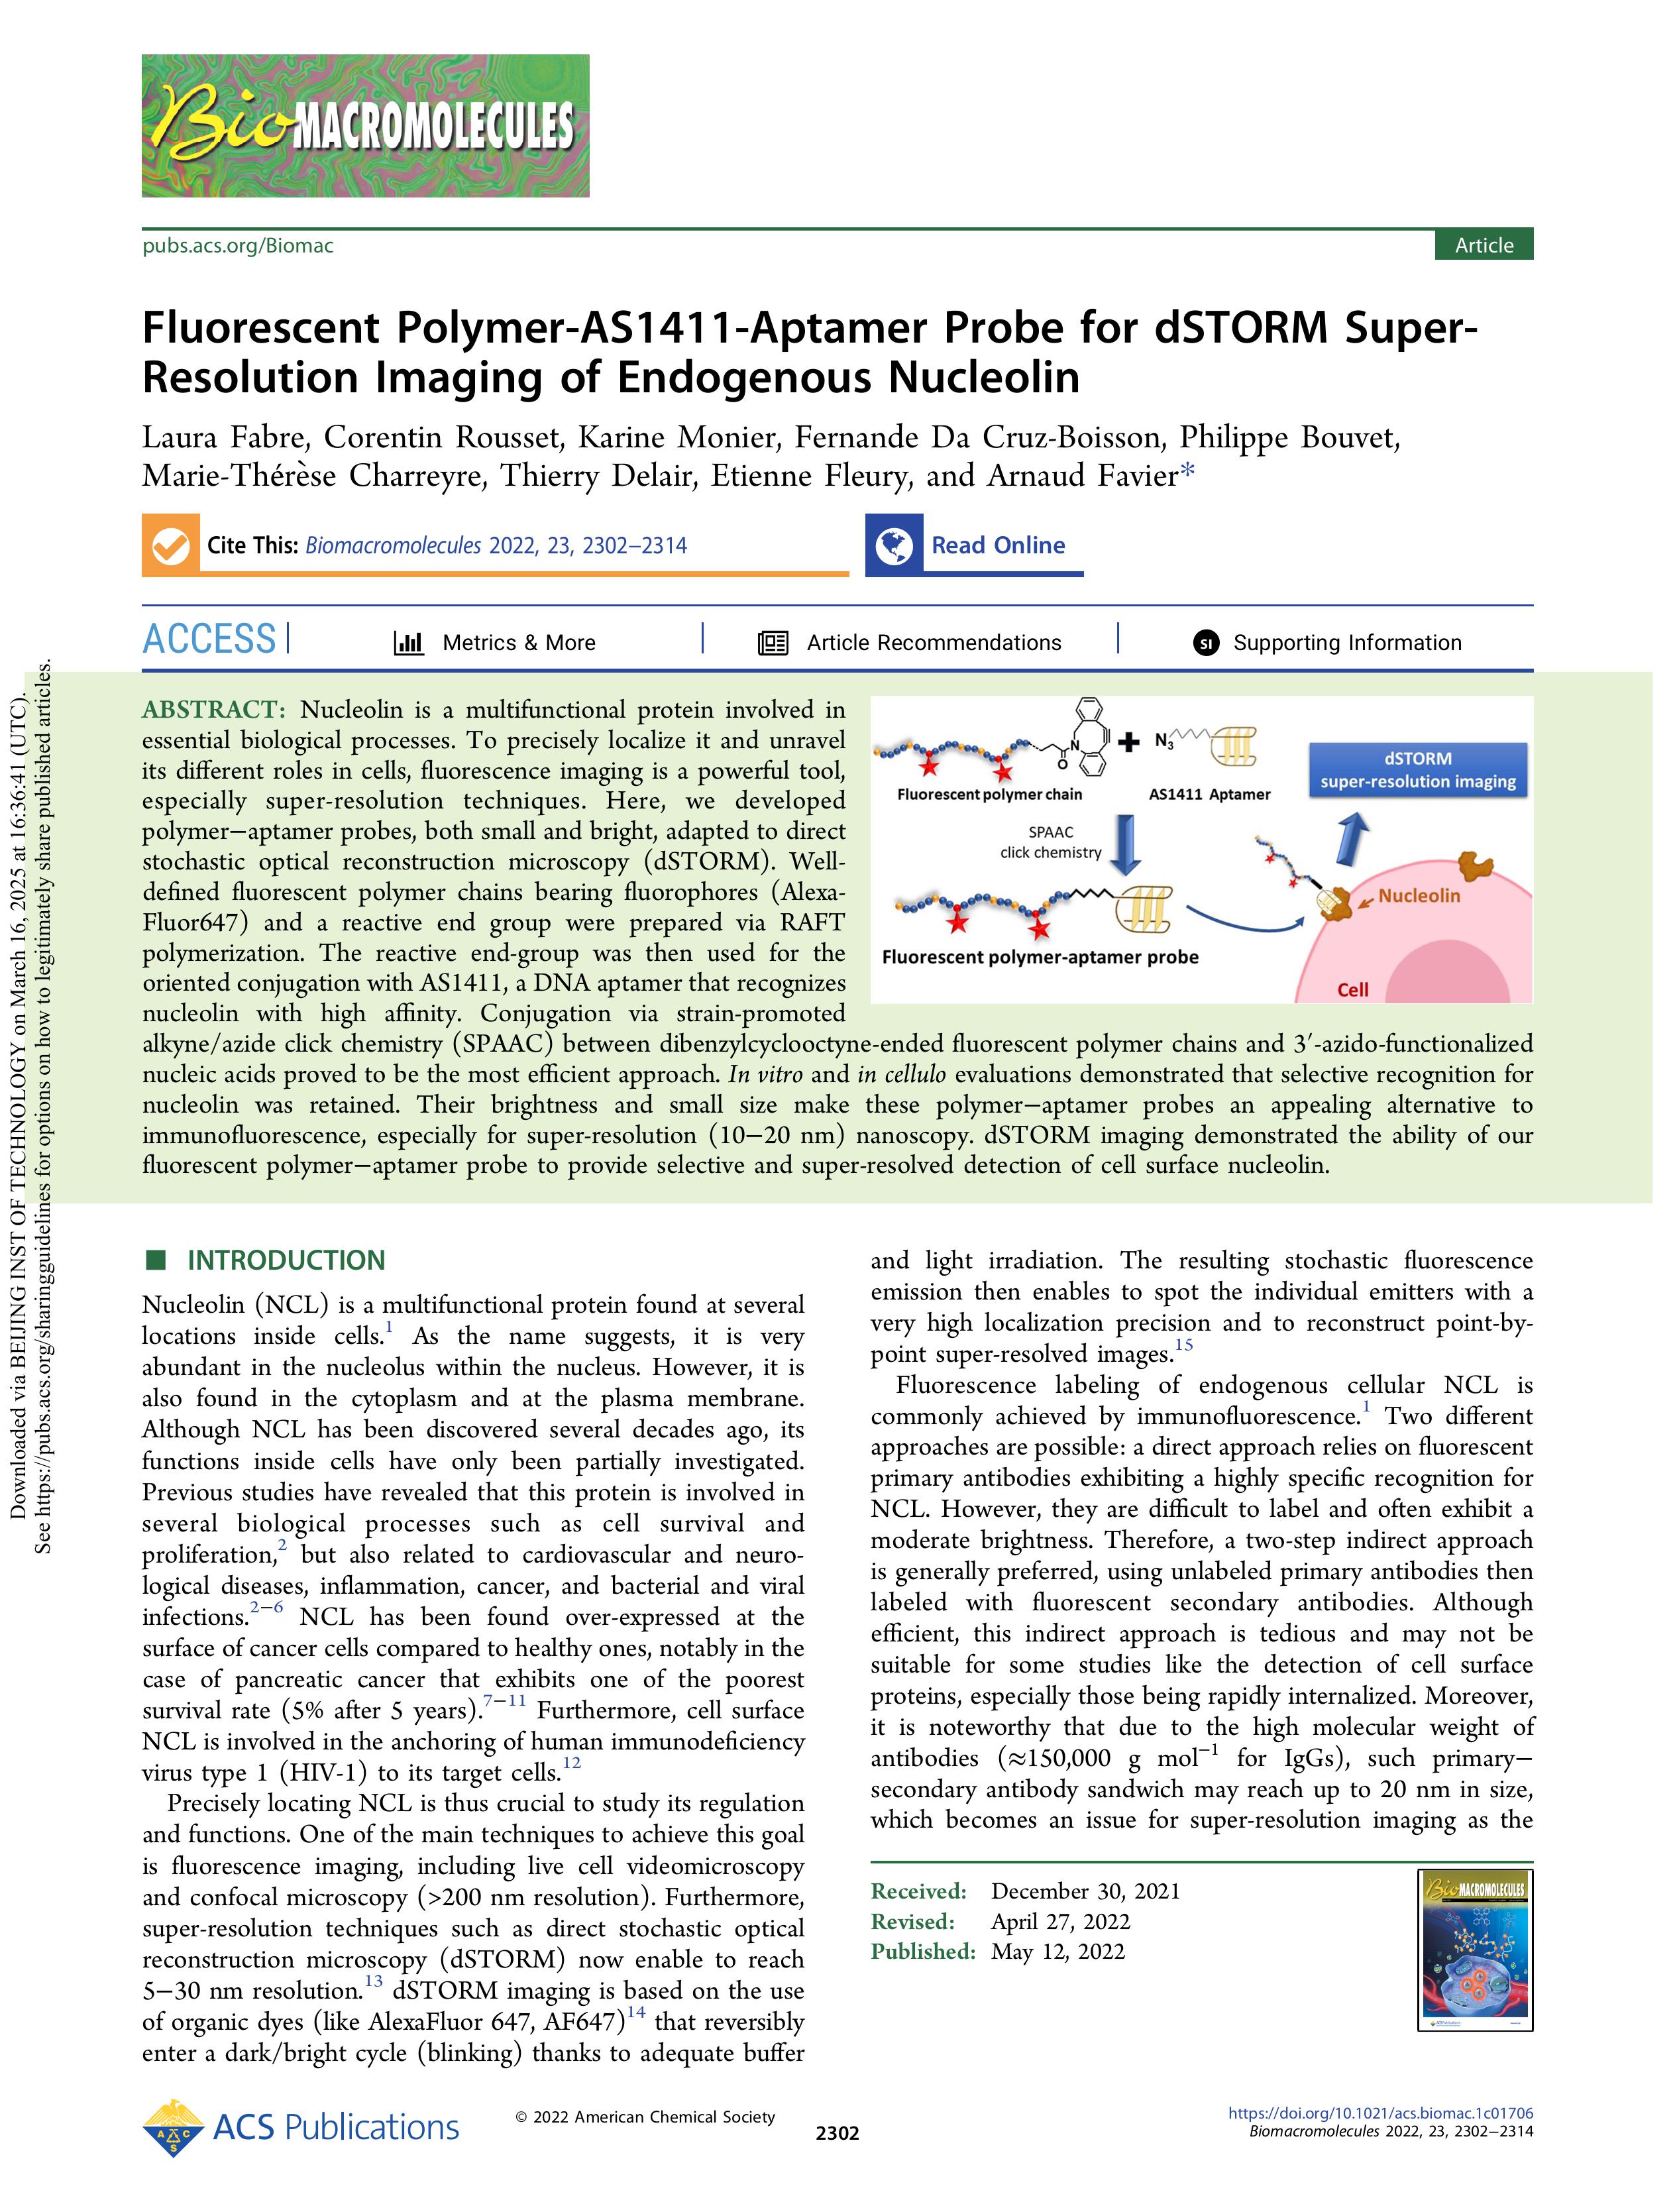 BioMACROMOLECULES
pubs.acs.org/Biomac
Article
Fluorescent Polymer-AS1411-Aptamer Probe for dSTORM Super-
Resolution Imaging of Endogenous Nucleolin
Laura Fabre, Corentin Rousset, Karine Monier, Fernande Da Cruz-Boisson, Philippe Bouvet,
Marie-Thérèse Charreyre, Thierry Delair, Etienne Fleury, and Arnaud Favier*
Cite This: Biomacromolecules 2022, 23, 2302–2314
Read Online
ACCESS
Metrics & More
Article Recommendations
SI
Supporting Information
ABSTRACT: Nucleolin is a multifunctional protein involved in
essential biological processes. To precisely localize it and unravel
its different roles in cells, fluorescence imaging is a powerful tool,
especially super-resolution techniques. Here, we developed
polymer−aptamer probes, both small and bright, adapted to direct
stochastic optical reconstruction microscopy (dSTORM). Well-
defined fluorescent polymer chains bearing fluorophores (Alexa-
Fluor647) and a reactive end group were prepared via RAFT
polymerization. The reactive end-group was then used for the
oriented conjugation with AS1411, a DNA aptamer that recognizes
nucleolin with high affinity. Conjugation via strain-promoted
alkyne/azide click chemistry (SPAAC) between dibenzylcyclooctyne-ended fluorescent polymer chains and 3′-azido-functionalized
nucleic acids proved to be the most efficient approach. In vitro and in cellulo evaluations demonstrated that selective recognition for
nucleolin was retained. Their brightness and small size make these polymer−aptamer probes an appealing alternative to
immunofluorescence, especially for super-resolution (10−20 nm) nanoscopy. dSTORM imaging demonstrated the ability of our
fluorescent polymer−aptamer probe to provide selective and super-resolved detection of cell surface nucleolin.
N
O
N3
Fluorescent polymer chain
AS1411 Aptamer
dSTORM
super-resolution imaging
SPAAC
click chemistry
Nucleolin
Fluorescent polymer-aptamer probe
Cell
INTRODUCTION
Nucleolin (NCL) is a multifunctional protein found at several
locations inside cells.1 As the name suggests, it is very
abundant in the nucleolus within the nucleus. However, it is
also found in the cytoplasm and at the plasma membrane.
Although NCL has been discovered several decades ago, its
functions inside cells have only been partially investigated.
Previous studies have revealed that this protein is involved in
several biological processes such as cell survival and
proliferation,2 but also related to cardiovascular and neuro-
logical diseases, inflammation, cancer, and bacterial and viral
infections.2−6 NCL has been found over-expressed at the
surface of cancer cells compared to healthy ones, notably in the
case of pancreatic cancer that exhibits one of the poorest
survival rate (5% after 5 years).7−11 Furthermore, cell surface
NCL is involved in the anchoring of human immunodeficiency
virus type 1 (HIV-1) to its target cells.12
Precisely locating NCL is thus crucial to study its regulation
and functions. One of the main techniques to achieve this goal
is fluorescence imaging, including live cell videomicroscopy
and confocal microscopy (>200 nm resolution). Furthermore,
super-resolution techniques such as direct stochastic optical
reconstruction microscopy (dSTORM) now enable to reach
5−30 nm resolution.13 dSTORM imaging is based on the use
of organic dyes (like AlexaFluor 647, AF647)14 that reversibly
enter a dark/bright cycle (blinking) thanks to adequate buffer
and light irradiation. The resulting stochastic fluorescence
emission then enables to spot the individual emitters with a
very high localization precision and to reconstruct point-by-
point super-resolved images.15
Fluorescence labeling of endogenous cellular NCL is
commonly achieved by immunofluorescence.1 Two different
approaches are possible: a direct approach relies on fluorescent
primary antibodies exhibiting a highly specific recognition for
NCL. However, they are difficult to label and often exhibit a
moderate brightness. Therefore, a two-step indirect approach
is generally preferred, using unlabeled primary antibodies then
labeled with fluorescent secondary antibodies. Although
efficient, this indirect approach is tedious and may not be
suitable for some studies like the detection of cell surface
proteins, especially those being rapidly internalized. Moreover,
it is noteworthy that due to the high molecular weight of
antibodies (≈150,000 g mol−1 for IgGs), such primary−
secondary antibody sandwich may reach up to 20 nm in size,
which becomes an issue for super-resolution imaging as the
Received: December 30, 2021
Revised: April 27, 2022
Published: May 12, 2022
BioMACROMOLECULES
ACS Publications
© 2022 American Chemical Society
2302
https://doi.org/10.1021/acs.biomac.1c01706
Biomacromolecules 2022, 23, 2302−2314
Downloaded via BEIJING INST OF TECHNOLOGY on March 16, 2025 at 16:36:41 (UTC).
See https://pubs.acs.org/sharingguidelines for options on how to legitimately share published articles.